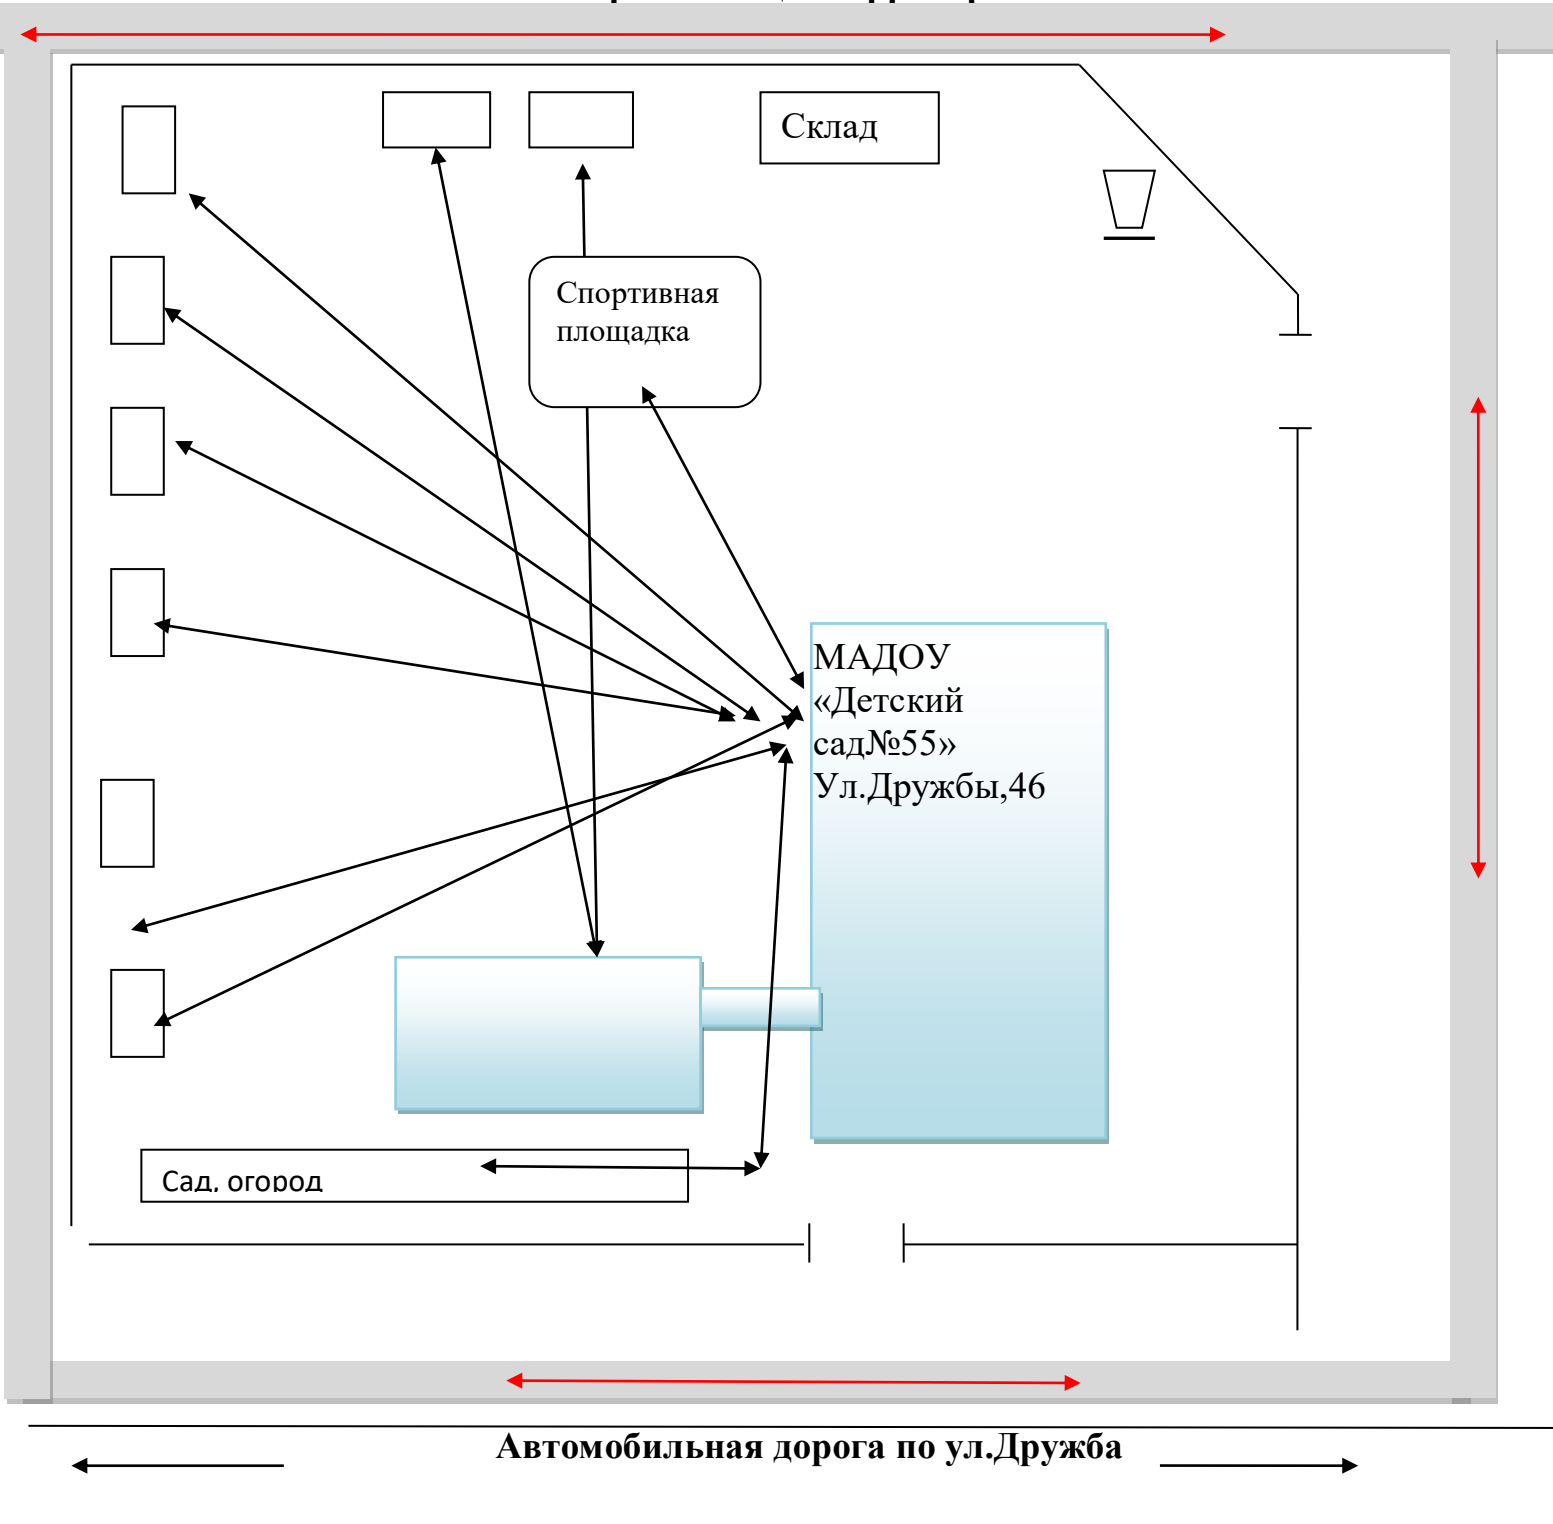 Склад
Спортивная
площадка
МАДОУ
«Детский
сад№55»
Ул.Дружбы,46
Сад, огород
Автомобильная дорога по ул.Дружба